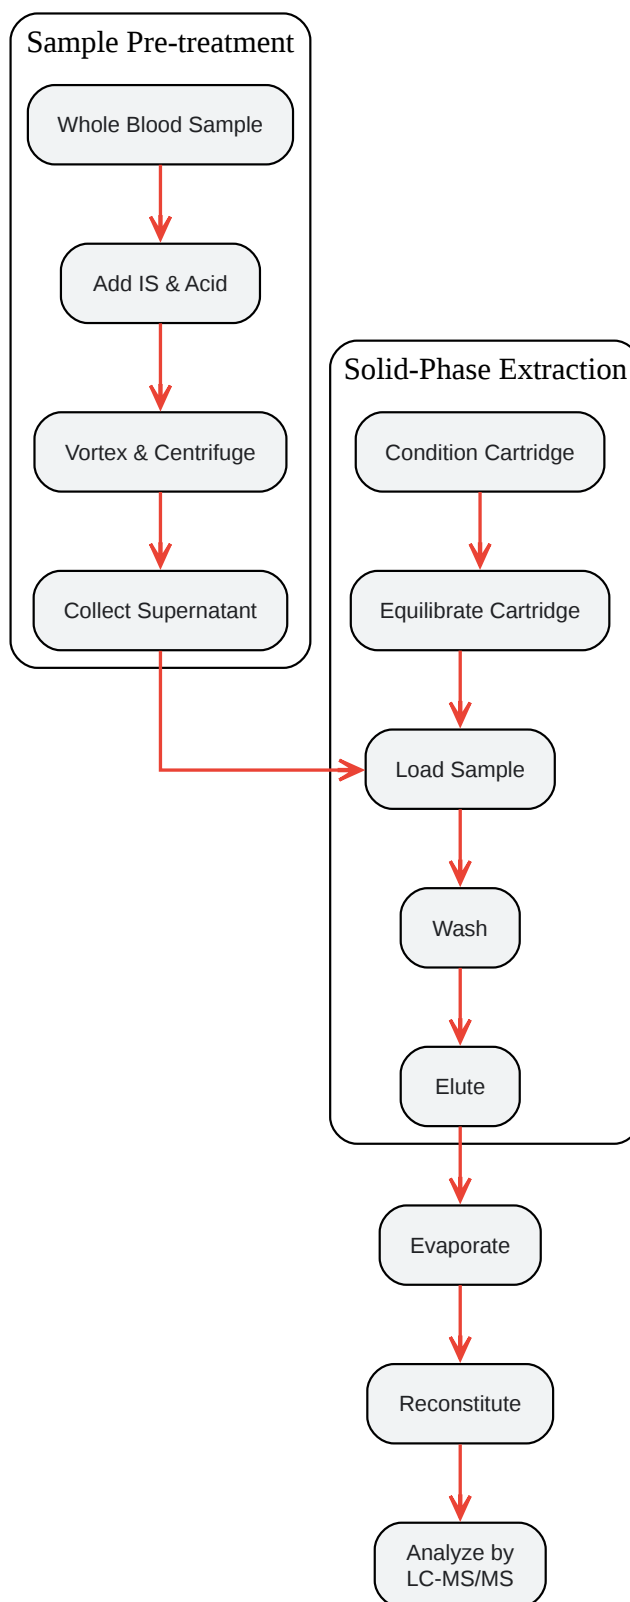 Sample Pre-treatment
Whole Blood Sample
Add IS & Acid
Vortex & Centrifuge
Collect Supernatant
Solid-Phase Extraction
Condition Cartridge
Equilibrate Cartridge
Load Sample
Wash
Elute
Evaporate
Reconstitute
Analyze by
LC-MS/MS